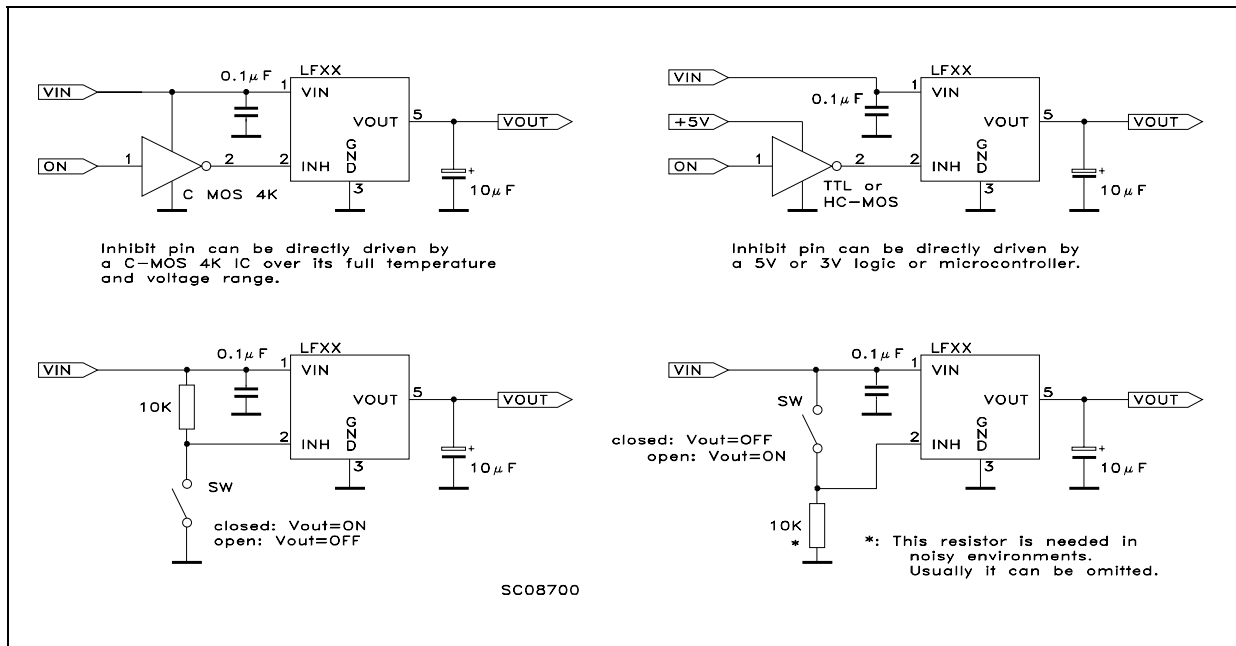 LFXX
0.1μF
VIN
1
VIN
VOUT
5
VOUT
ON
1
2
2
INH
GND
3
C MOS 4K
+
10μF
Inhibit pin can be directly driven by
a C-MOS 4K IC over its full temperature
and voltage range.
LFXX
VIN
1
VIN
0.1μF
+5V
VOUT
5
VOUT
ON
1
2
2
INH
GND
3
TTL or
HC-MOS
+
10μF
Inhibit pin can be directly driven by
a 5V or 3V logic or microcontroller.
LFXX
0.1μF
VIN
1
VIN
10K
VOUT
5
VOUT
2
INH
GND
3
+
10μF
SW
closed: Vout=ON
open: Vout=OFF
LFXX
0.1μF
VIN
1
VIN
SW
VOUT
5
VOUT
closed: Vout=OFF
open: Vout=ON
2
INH
GND
3
+
10μF
10K
*
*: This resistor is needed in
noisy environments.
Usually it can be omitted.
SC08700